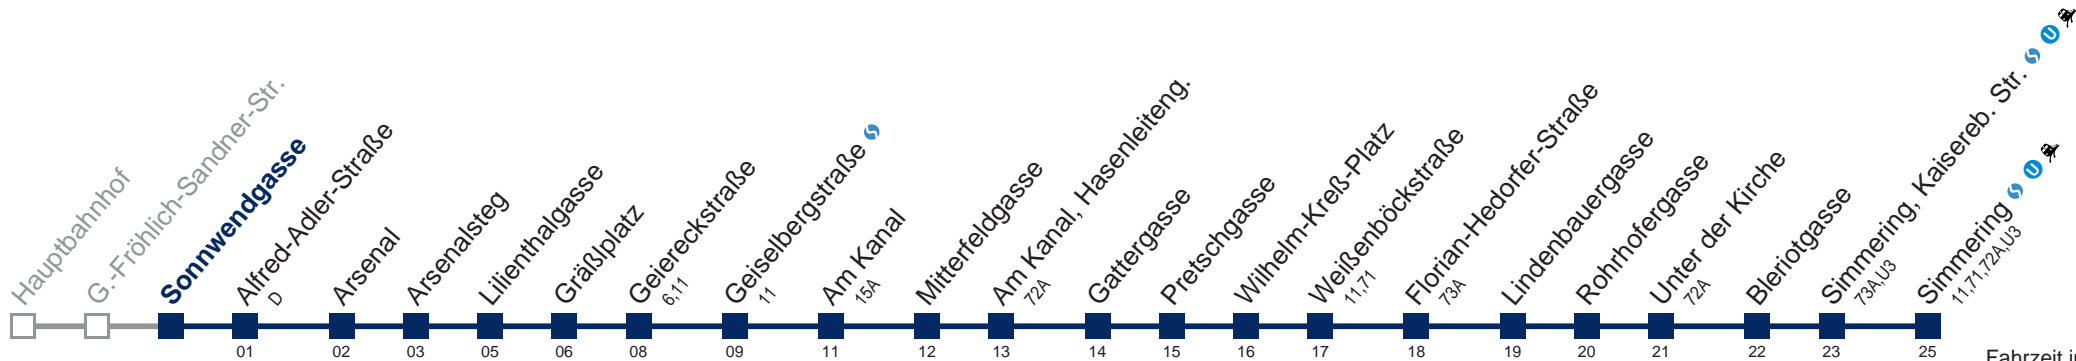 Hauptbahnhof
G.-Fröhlich-Sandner-Str.
Sonnwendgasse
Alfred-Adler-Straße
D
01
Arsenal
02
Arsenalsteg
03
Lilienthalgasse
05
Gräßlplatz
06
Geiereckstraße
6,11
08
Geiselbergstraße
11
09
Am Kanal
15A
11
Mitterfeldgasse
12
Am Kanal, Hasenleiteng.
72A
13
Gattergasse
14
Pretschgasse
15
Wilhelm-Kreß-Platz
16
Weißenböckstraße
11,71
17
Florian-Hedorfer-Straße
73A
18
Lindenbauergasse
19
Rohrhofergasse
20
Unter der Kirche
72A
21
Bleriotgasse
22
Simmering, Kaisereb. Str. S U
73A,U3
23
Simmering S U
11,71,72A,U3
25
Fahrzeit in